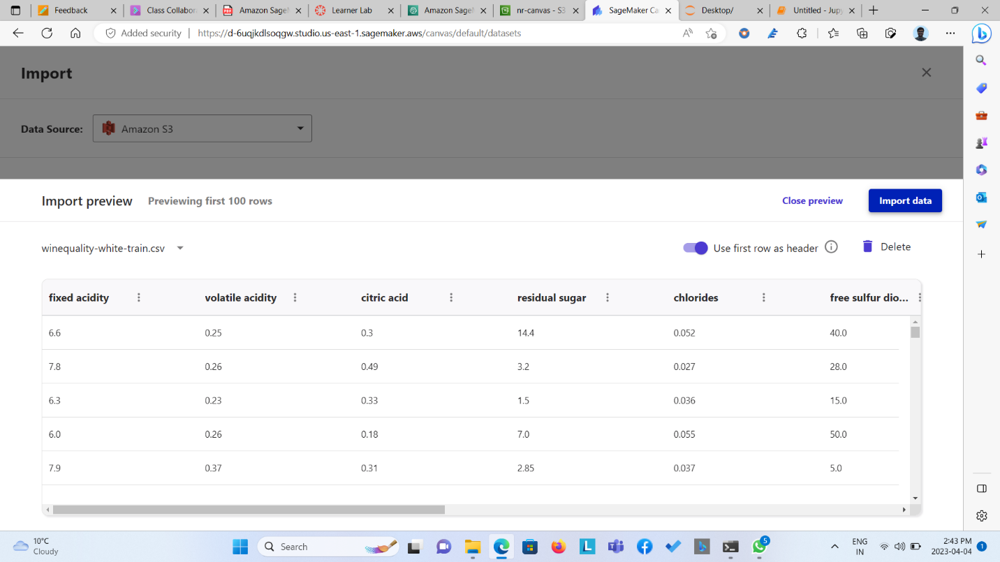 Feedback
Class Collabora
Amazon SageM
Learner Lab
Amazon SageM
nr-canvas - S3
SageMaker Ca
Desktop/
Untitled - Jupy
Added security
https://d-6uqjkdlsoqgw.studio.us-east-1.sagemaker.aws/canvas/default/datasets
Import
Data Source: Amazon S3
Import preview Previewing first 100 rows Close preview Import data
winequality-white-train.csv Use first row as header Delete
fixed acidity volatile acidity citric acid residual sugar chlorides free sulfur dio...
6.6 0.25 0.3 14.4 0.052 40.0
7.8 0.26 0.49 3.2 0.027 28.0
6.3 0.23 0.33 1.5 0.036 15.0
6.0 0.26 0.18 7.0 0.055 50.0
7.9 0.37 0.31 2.85 0.037 5.0
10°C
Cloudy
Search
5
ENG
IN
2:43 PM
2023-04-04
1